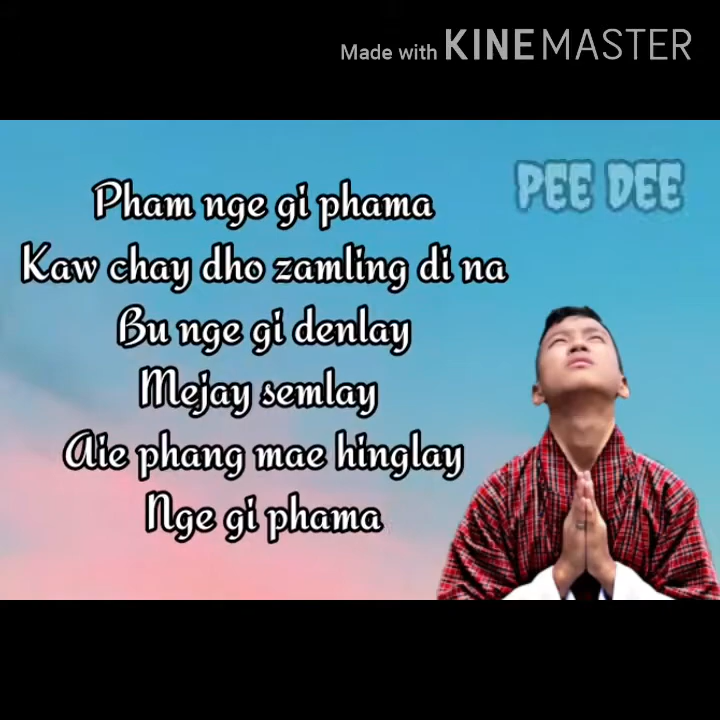 Made with KINEMASTER
PEE DEE
Pham nge gi phama
Kaw chay dho zamling di na
Bu nge gi denlay
Mejay semlay
Aie phang mae hinglay
Nge gi phama